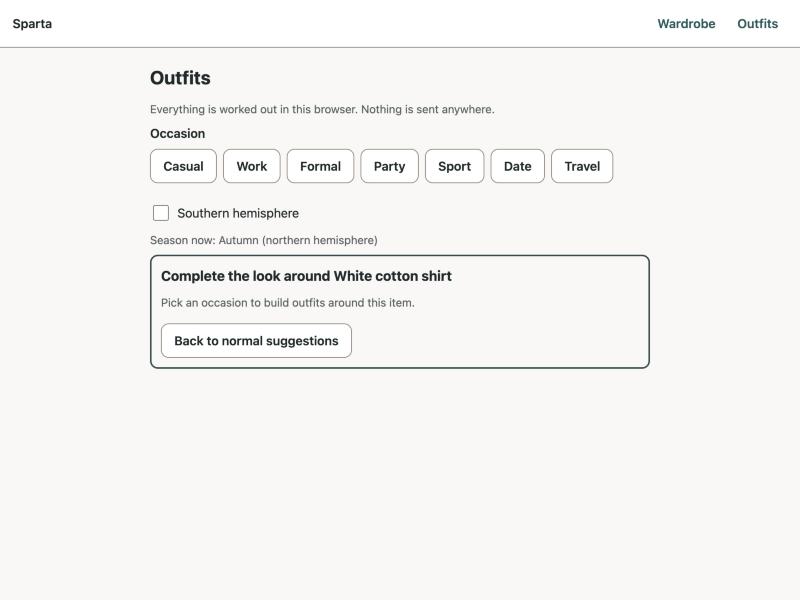 Sparta
Wardrobe Outfits
Outfits
Everything is worked out in this browser. Nothing is sent anywhere.
Occasion
Casual Work Formal Party Sport Date Travel
Southern hemisphere
Season now: Autumn (northern hemisphere)
Complete the look around White cotton shirt
Pick an occasion to build outfits around this item.
Back to normal suggestions